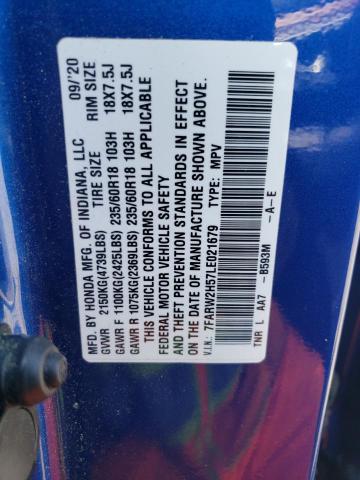 MFD. BY HONDA MFG. OF INDIANA, LLC 09/'20
GVWR 2150KG(4739LBS) TIRE SIZE RIM SIZE
GAWR F 1100KG(2425LBS) 235/60R18 103H 18X7.5J
GAWR R 1075KG(2369LBS) 235/60R18 103H 18X7.5J
THIS VEHICLE CONFORMS TO ALL APPLICABLE
FEDERAL MOTOR VEHICLE SAFETY
AND THEFT PREVENTION STANDARDS IN EFFECT
ON THE DATE OF MANUFACTURE SHOWN ABOVE.
V.I.N.: 7FARW2H57LE021679 TYPE: MPV
TNR L AA7 -B593M -A-E